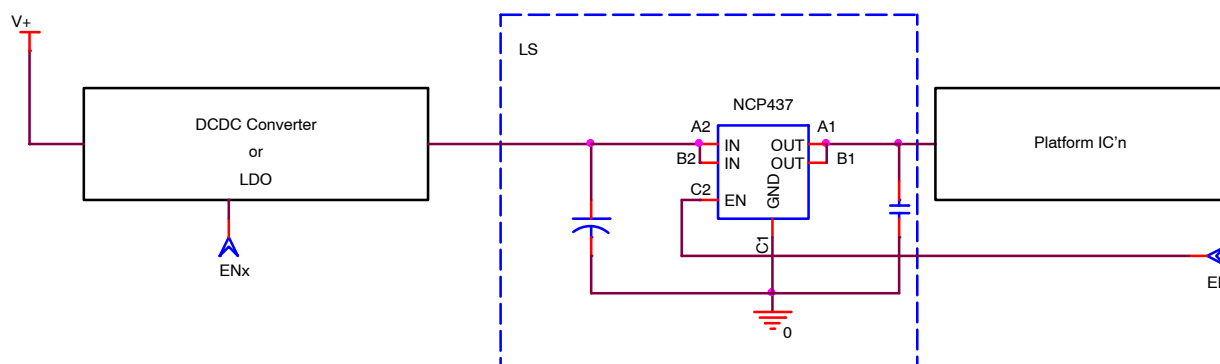 V+
LS
NCP437
DCDC Converter
or
LDO
A2
A1
IN
OUT
B2
IN
OUT
B1
Platform IC'n
C2
EN
GND
C1
ENx
0